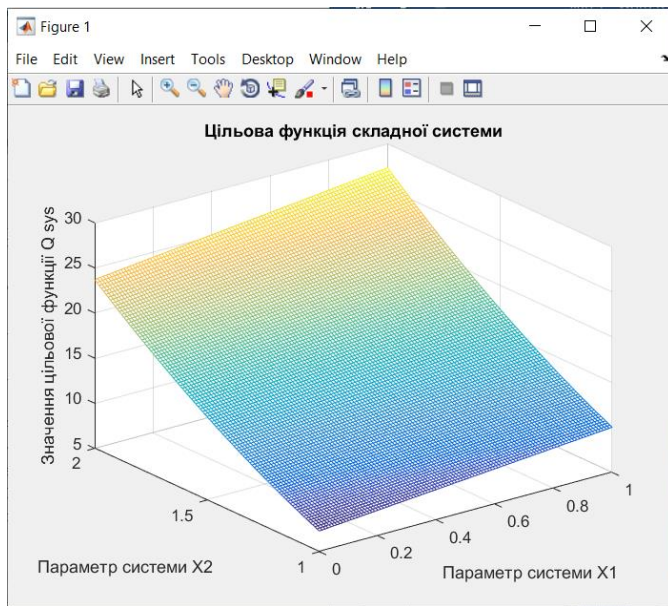 Figure 1
File Edit View Insert Tools Desktop Window Help
Цільова функція складної системи
Значення цільової функції Q sys
30
25
20
15
10
5
2
1.5
1
Параметр системи X2
0
0.2
0.4
0.6
0.8
1
Параметр системи X1